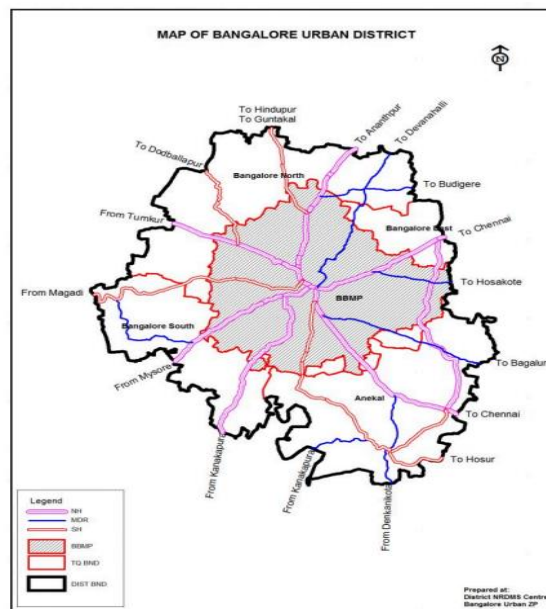 MAP OF BANGALORE URBAN DISTRICT
N
To Hindupur
To Guntakal
To Ananthpur
To Devanahalli
To Dodballapur
Bangalore North
To Budigere
From Tumkur
Bangalore East
To Chennai
To Hosakote
From Magadi
BBMP
Bangalore South
To Bagalur
From Mysore
Anekal
To Chennai
From Kanakapura
From Kanakapura
To Hosur
From Denkanikota
Legend
NH
MDR
SH
BBMP
TQ BND
DIST BND
Prepared at:
District NRDMS Centre
Bangalore Urban ZP